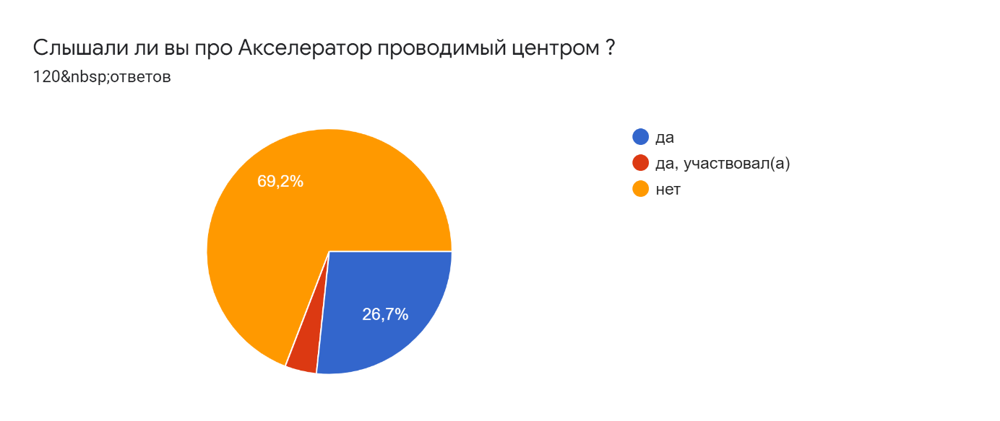 Слышали ли вы про Акселератор проводимый центром ?
120&nbsp;ответов
да
да, участвовал(а)
нет
69,2%
26,7%